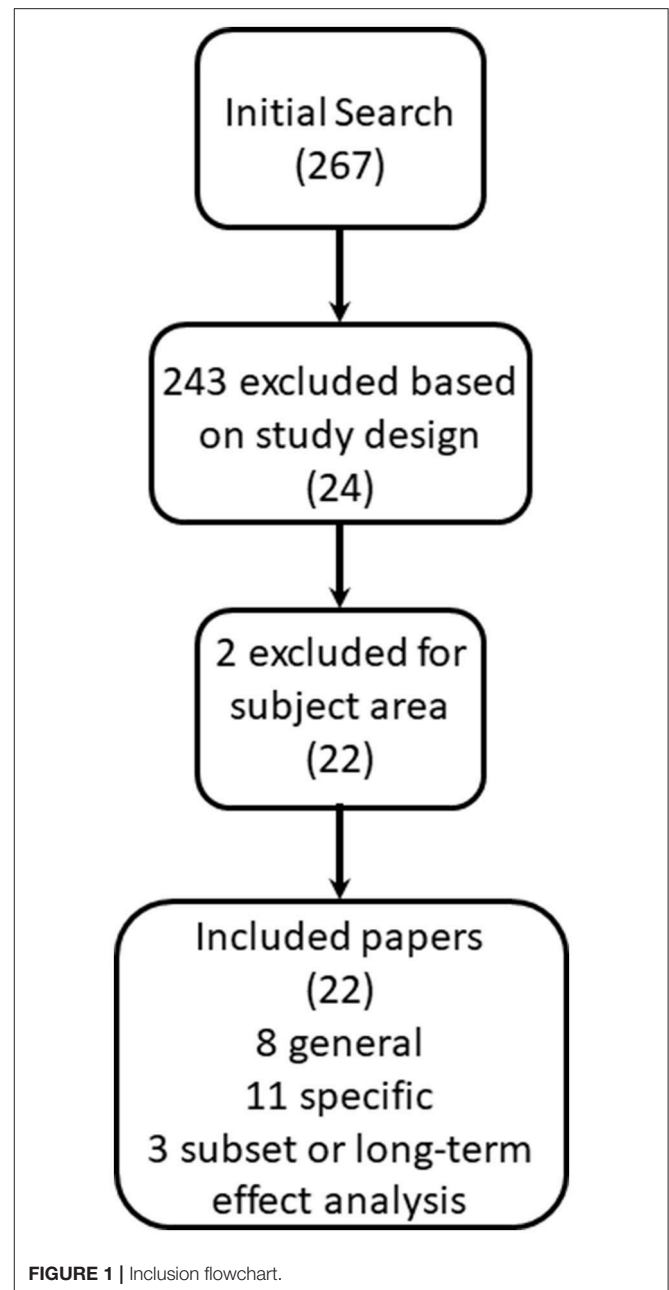 Initial Search
(267)
243 excluded based
on study design
(24)
2 excluded for
subject area
(22)
Included papers
(22)
8 general
11 specific
3 subset or long-term
effect analysis
FIGURE 1 | Inclusion flowchart.